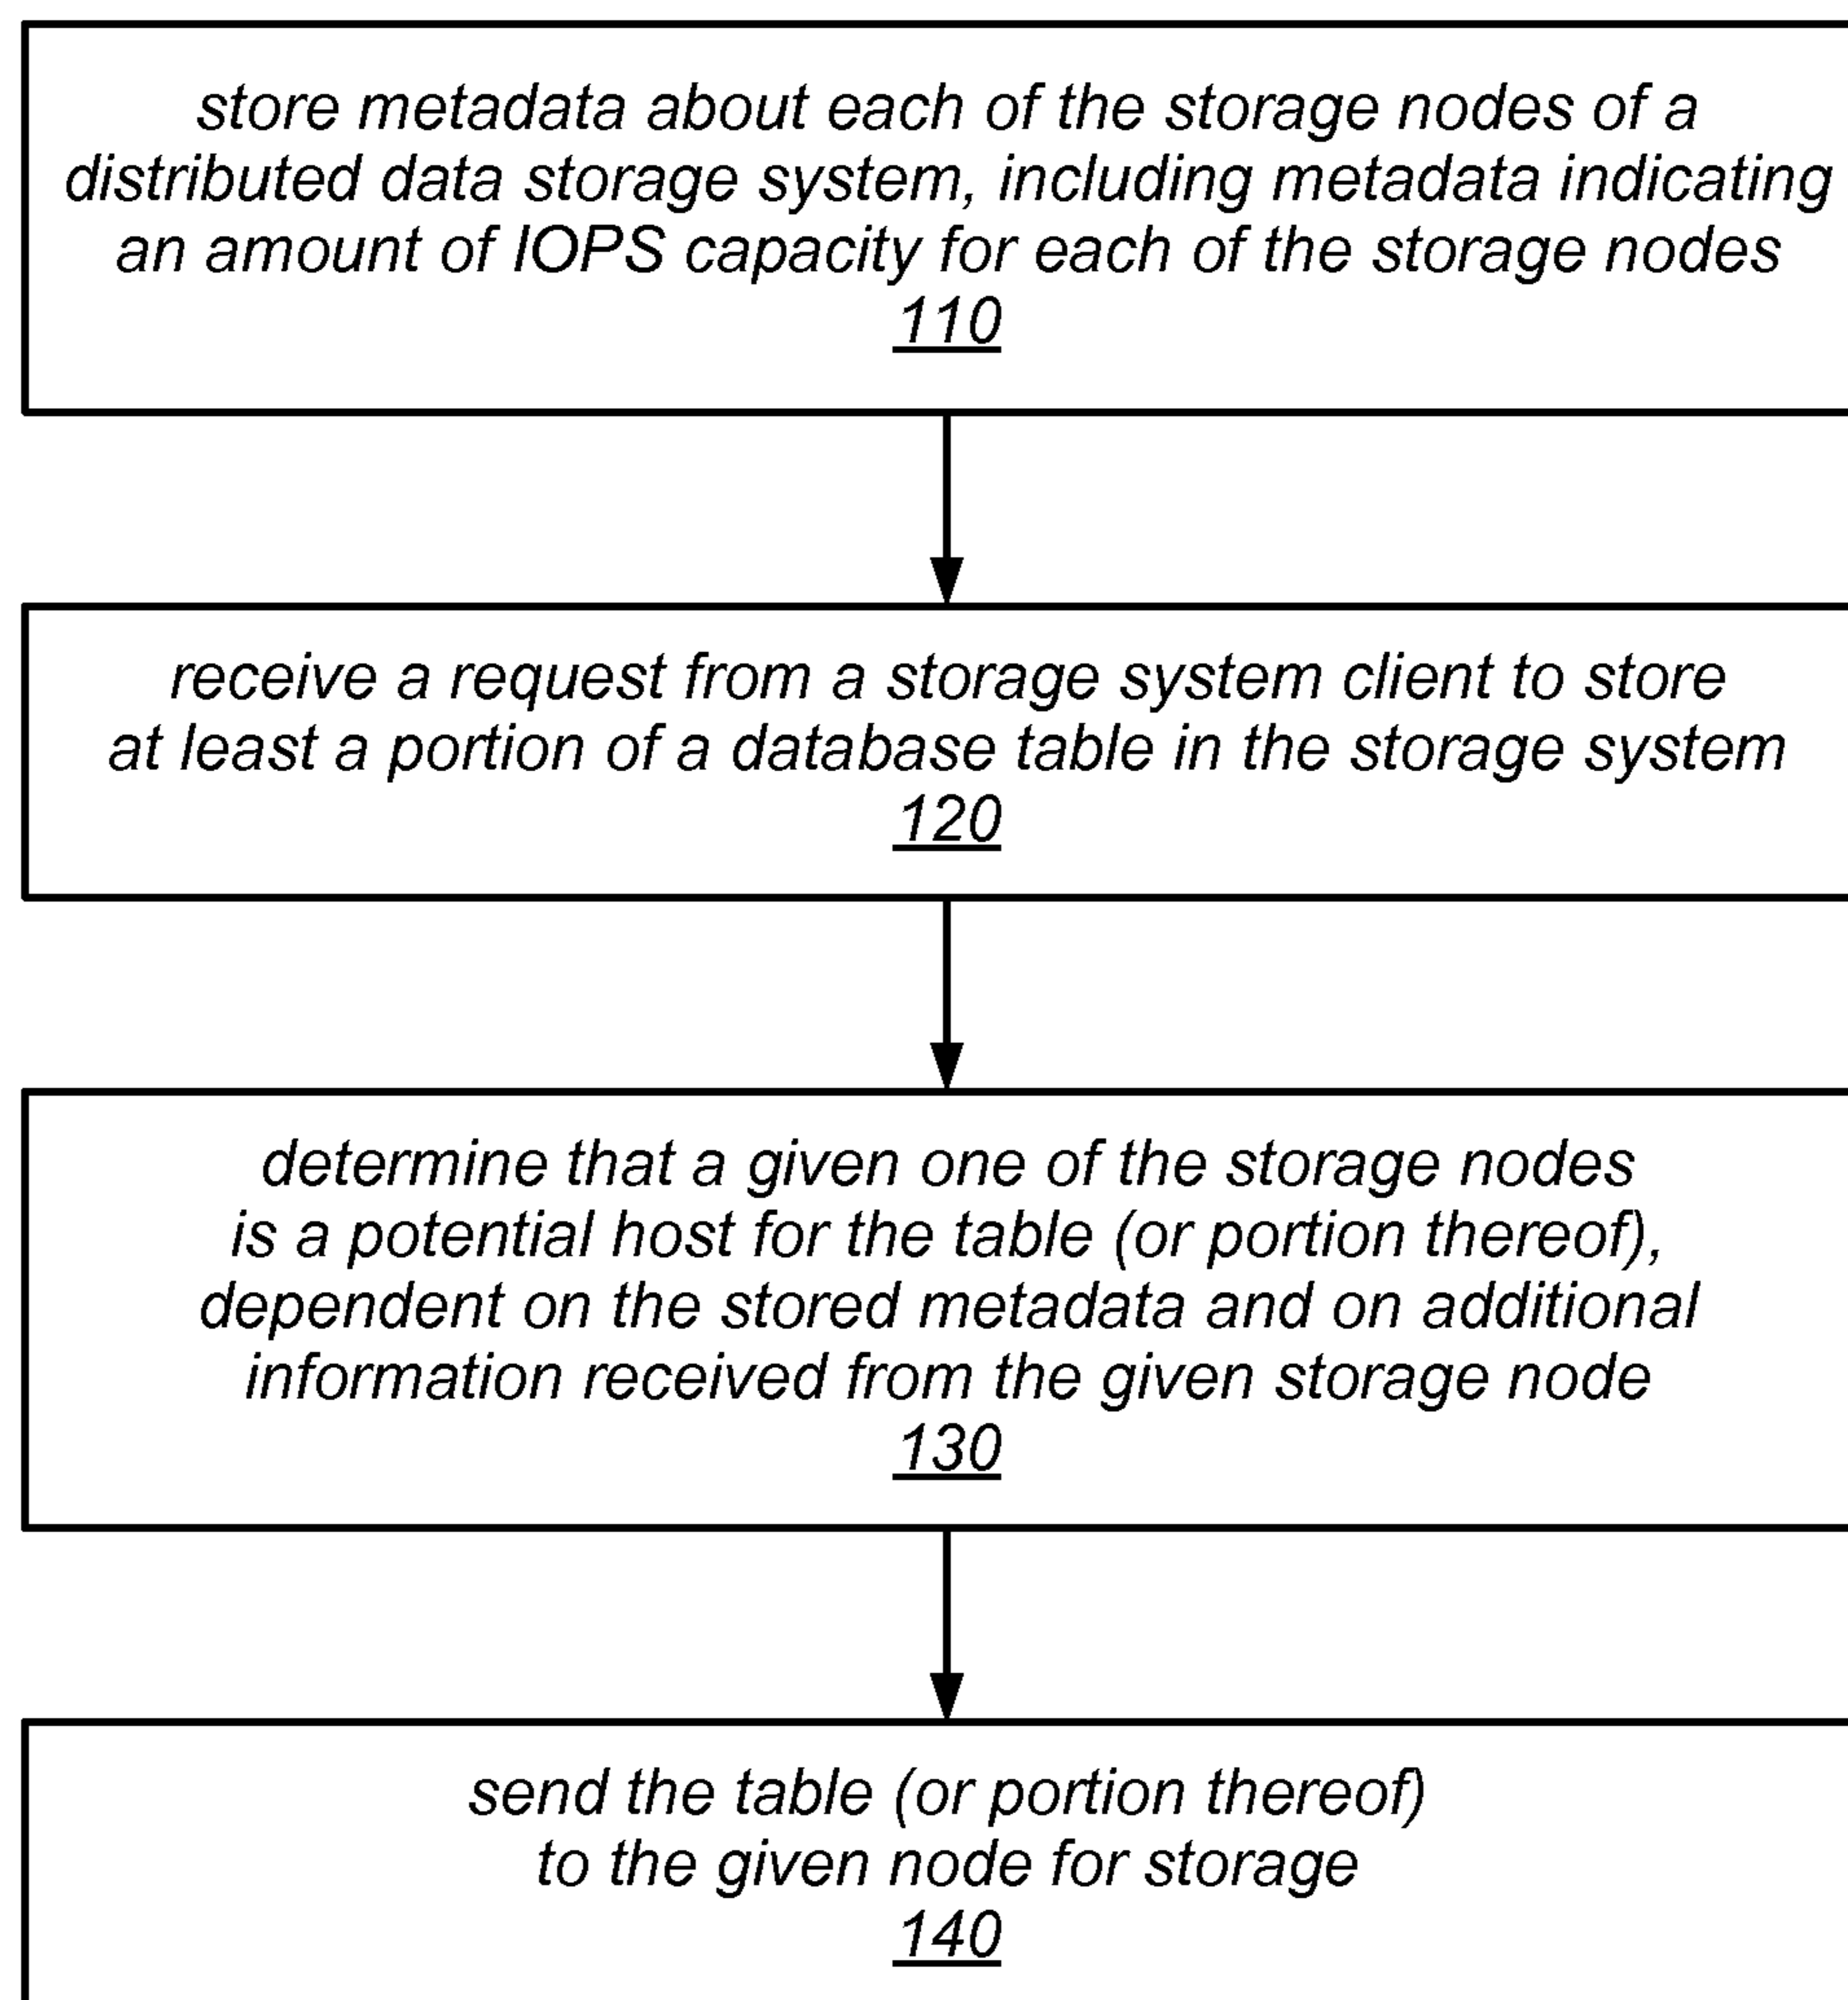 store metadata about each of the storage nodes of a
distributed data storage system, including metadata indicating
an amount of IOPS capacity for each of the storage nodes
110
receive a request from a storage system client to store
at least a portion of a database table in the storage system
120
determine that a given one of the storage nodes
is a potential host for the table (or portion thereof),
dependent on the stored metadata and on additional
information received from the given storage node
130
send the table (or portion thereof)
to the given node for storage
140